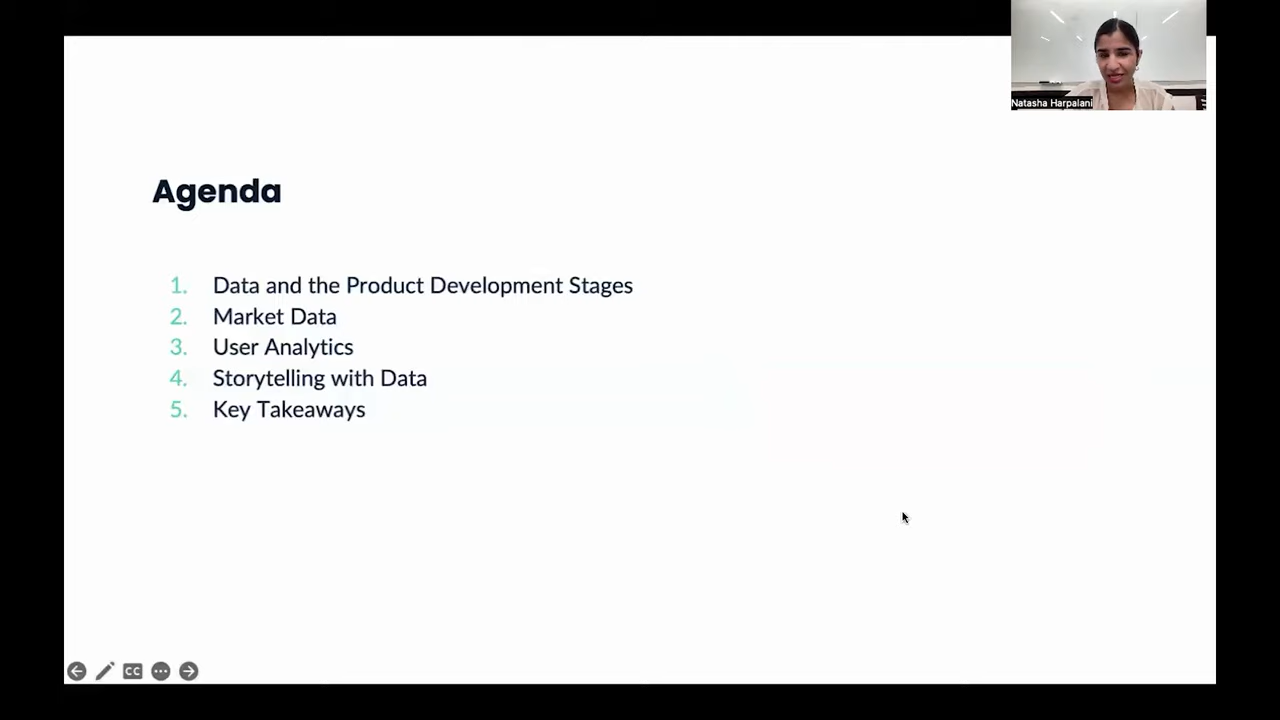 Natasha Harpalani
Agenda
1. Data and the Product Development Stages
2. Market Data
3. User Analytics
4. Storytelling with Data
5. Key Takeaways
CC